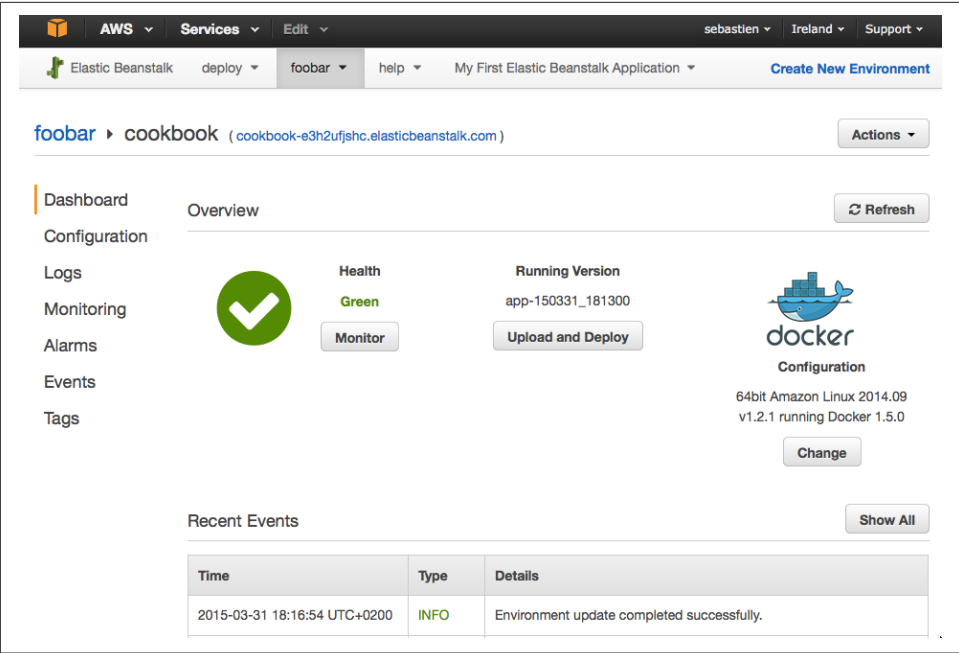 AWS Services Edit sebastien Ireland Support
Elastic Beanstalk deploy foobar help My First Elastic Beanstalk Application Create New Environment
foobar cookbook ( cookbook-e3h2ufjshc.elasticbeanstalk.com ) Actions
Dashboard
Configuration
Logs
Monitoring
Alarms
Events
Tags
Overview Refresh
Health
Green
Monitor
Running Version
app-150331_181300
Upload and Deploy
docker
Configuration
64bit Amazon Linux 2014.09
v1.2.1 running Docker 1.5.0
Change
Recent Events Show All
Time Type Details
2015-03-31 18:16:54 UTC+0200 INFO Environment update completed successfully.